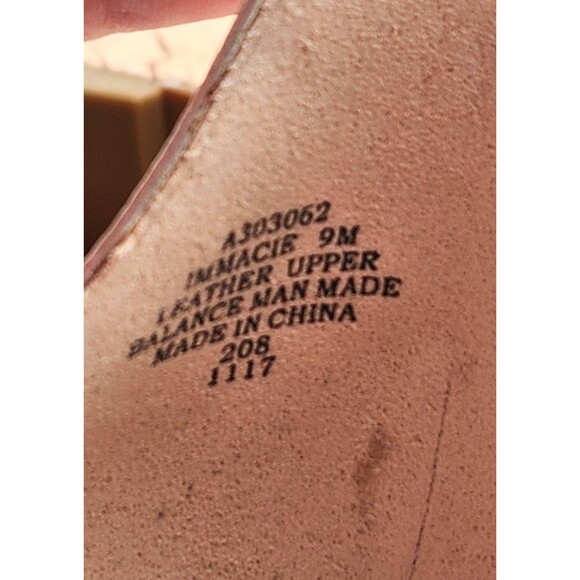 A303062
IMMACIE 9M
LEATHER UPPER
BALANCE MAN MADE
MADE IN CHINA
208
1117